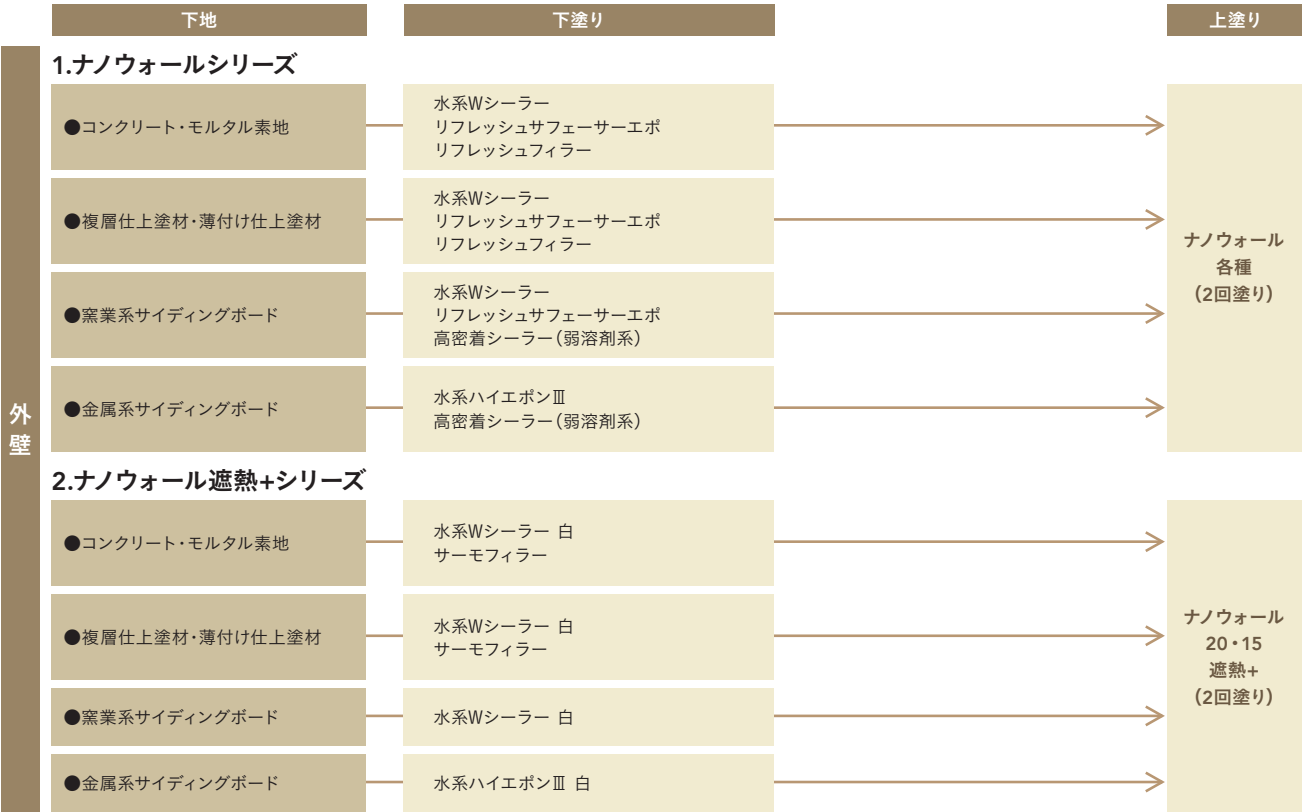 下地
下塗り
上塗り
外壁
1.ナノウォールシリーズ
●コンクリート・モルタル素地
水系Wシーラー
リフレッシュサフェーサーエポ
リフレッシュフィラー
●複層仕上塗材・薄付け仕上塗材
水系Wシーラー
リフレッシュサフェーサーエポ
リフレッシュフィラー
●窯業系サイディングボード
水系Wシーラー
リフレッシュサフェーサーエポ
高密着シーラー(弱溶剤系)
●金属系サイディングボード
水系ハイエポンⅢ
高密着シーラー(弱溶剤系)
ナノウォール
各種
(2回塗り)
2.ナノウォール遮熱+シリーズ
●コンクリート・モルタル素地
水系Wシーラー 白
サーモフィラー
●複層仕上塗材・薄付け仕上塗材
水系Wシーラー 白
サーモフィラー
●窯業系サイディングボード
水系Wシーラー 白
●金属系サイディングボード
水系ハイエポンⅢ 白
ナノウォール
20・15
遮熱+
(2回塗り)